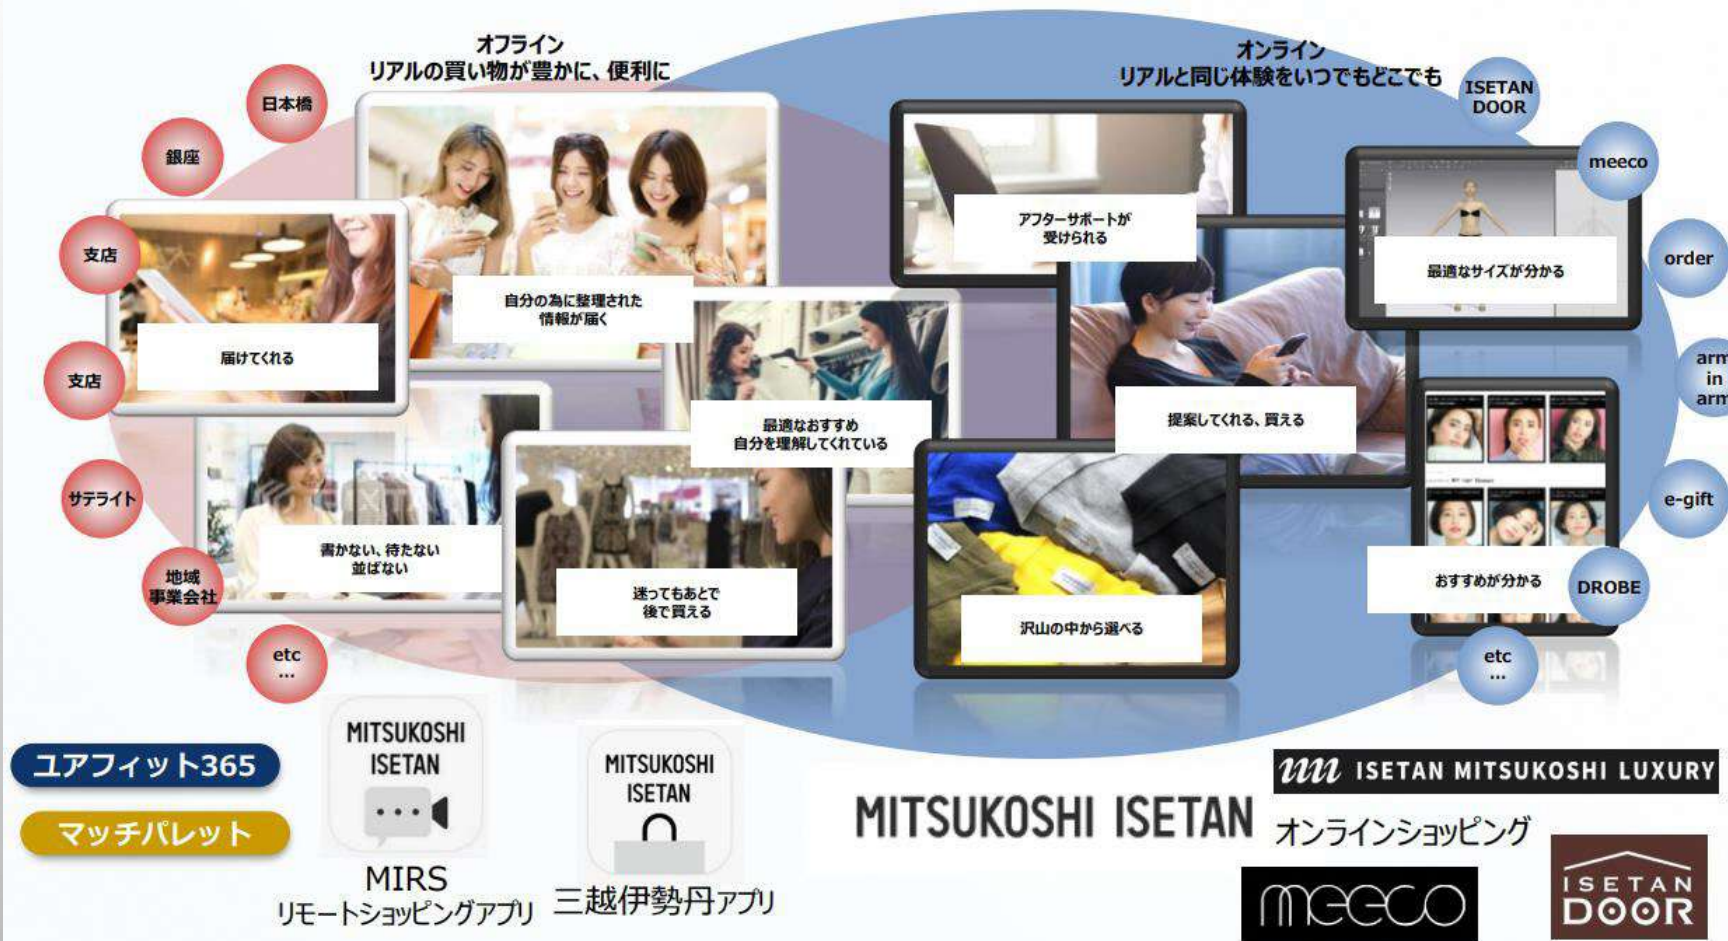 オフライン
リアルの買い物が豊かに、便利に
オンライン
リアルと同じ体験をいつでもどこでも
日本橋
銀座
支店
支店
サテライト
地域
事業会社
etc
...
届けてくれる
自分の為に整理された
情報が届く
最適なおすすめ
自分を理解してくれている
書かない、待たない
並ばない
迷ってもあとで
後で買える
アフターサポートが
受けられる
最適なサイズが分かる
提案してくれる、買える
沢山の中から選べる
おすすめが分かる
ISETAN
DOOR
meeco
order
arm
in
arm
e-gift
DROBE
etc
...
ユアフィット365
マッチパレット
MITSUKOSHI
ISETAN
MIRS
リモートショッピングアプリ
MITSUKOSHI
ISETAN
三越伊勢丹アプリ
MITSUKOSHI ISETAN
ISETAN MITSUKOSHI LUXURY
オンラインショッピング
meeco
ISETAN
DOOR